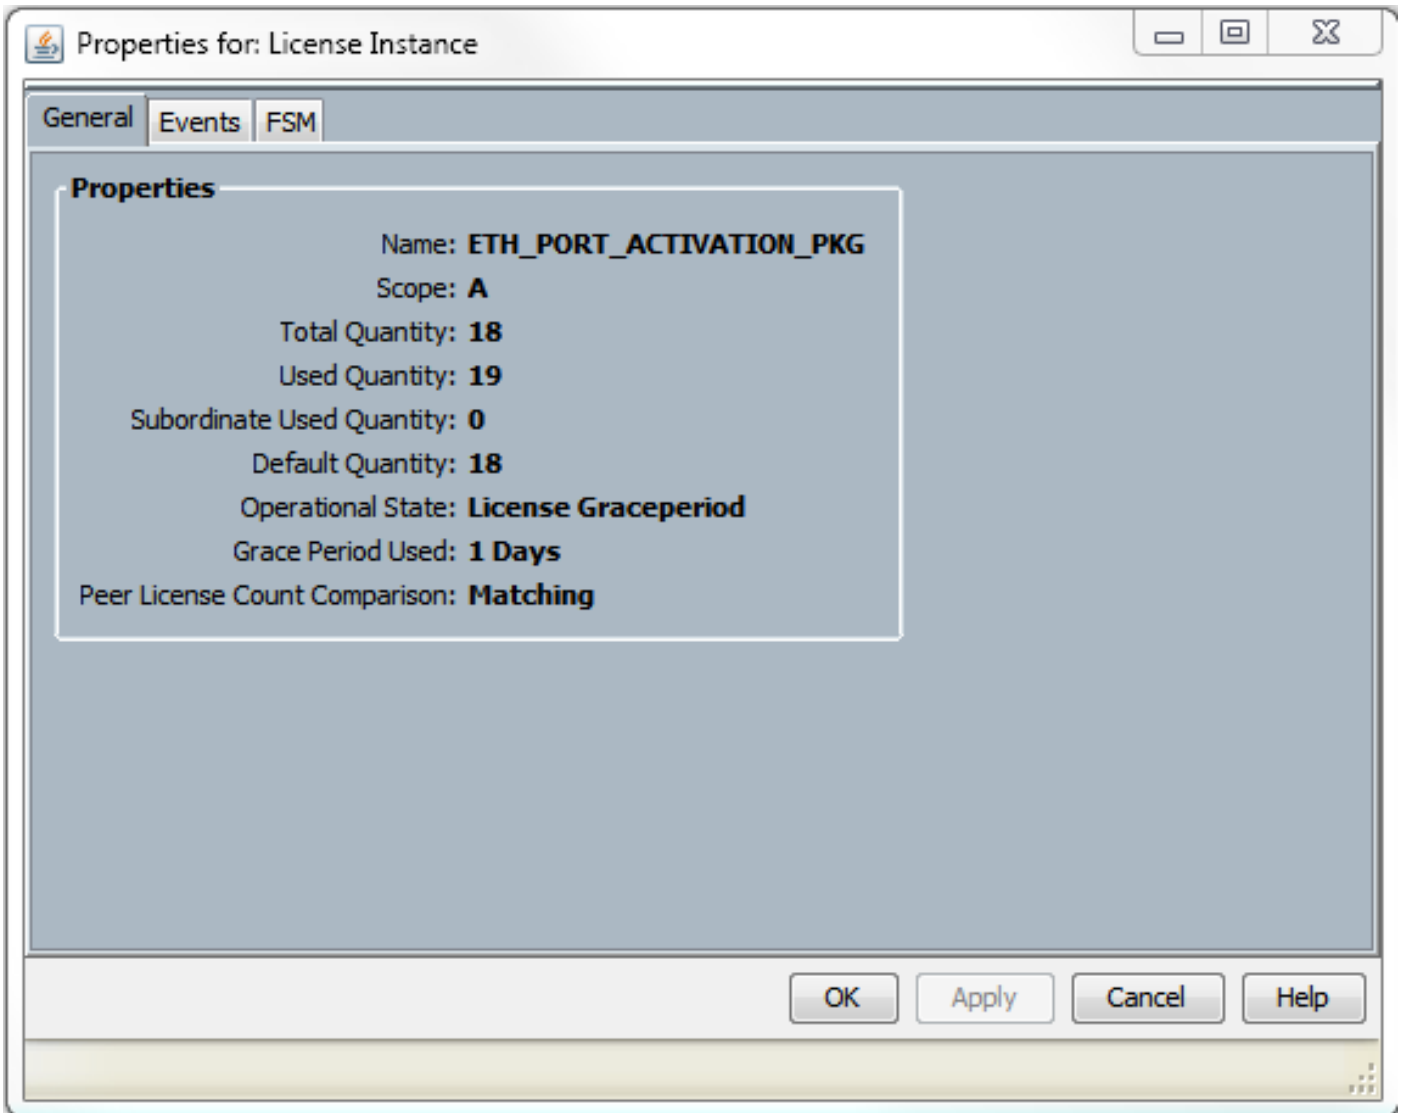 Properties for: License Instance
General Events FSM
Properties
Name: ETH_PORT_ACTIVATION_PKG
Scope: A
Total Quantity: 18
Used Quantity: 19
Subordinate Used Quantity: 0
Default Quantity: 18
Operational State: License Graceperiod
Grace Period Used: 1 Days
Peer License Count Comparison: Matching
OK Apply Cancel Help